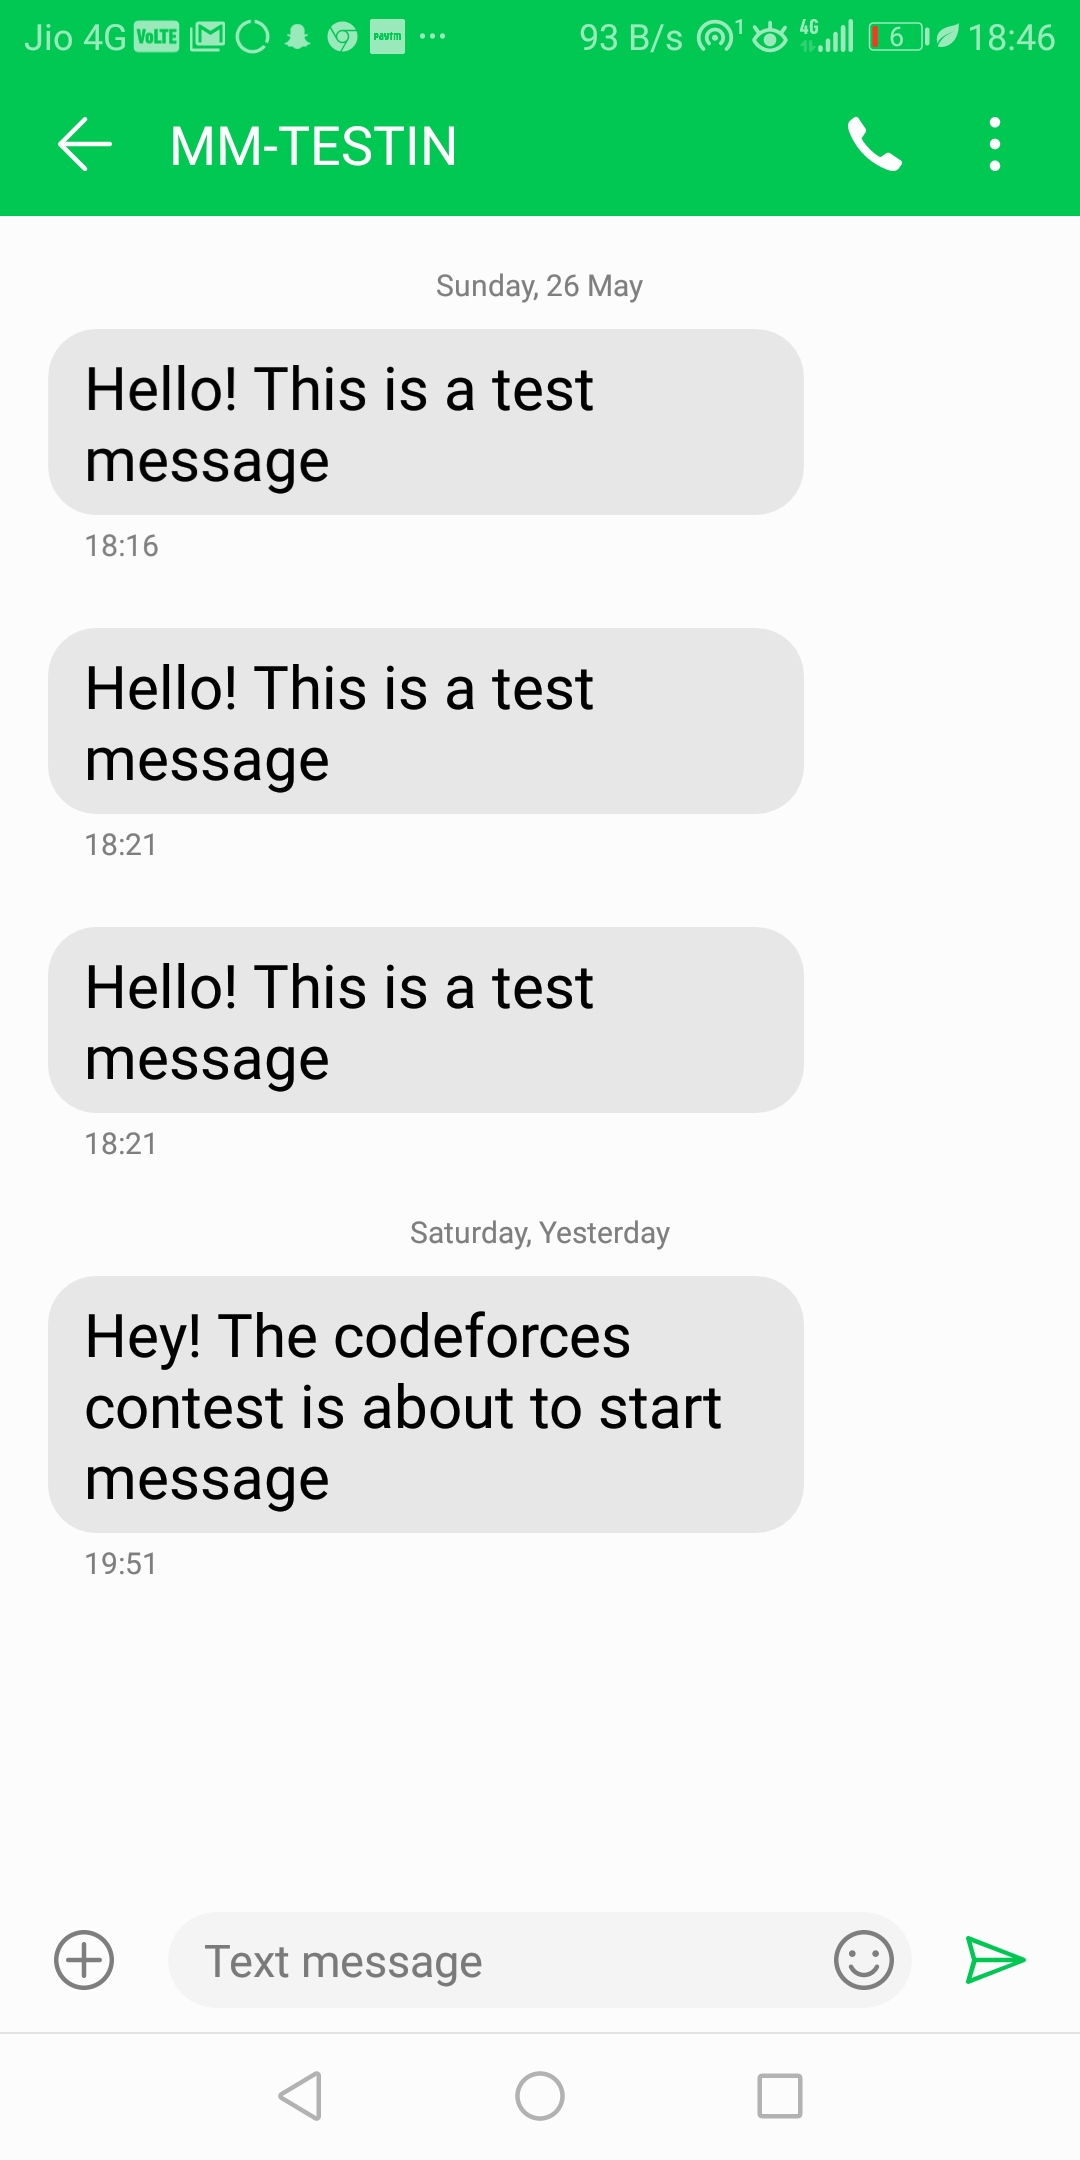 Jio 4G VoLTE Paytm ... 93 B/s 1 4G 6 18:46
MM-TESTIN
Sunday, 26 May
Hello! This is a test
message
18:16
Hello! This is a test
message
18:21
Hello! This is a test
message
18:21
Saturday, Yesterday
Hey! The codeforces
contest is about to start
message
19:51
Text message